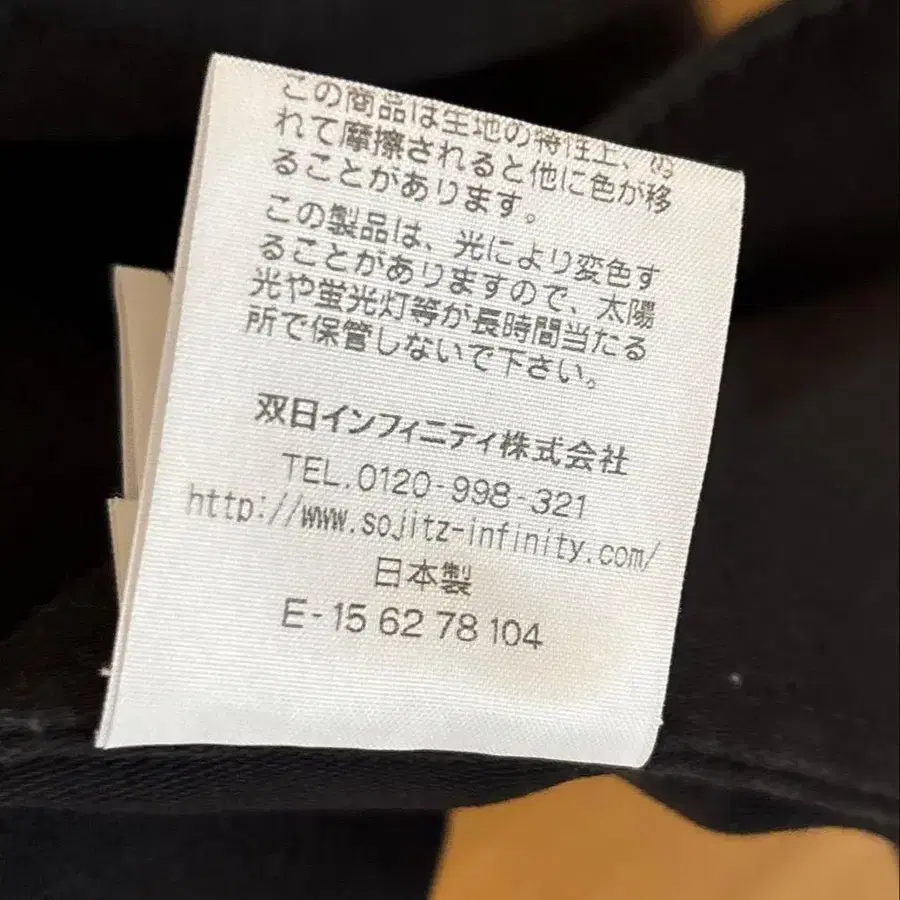 この商品は生地の特性上、ぬ
れて摩擦されると他に色が移
ることがあります。
この製品は、光により変色す
ることがありますので、太陽
光や蛍光灯等が長時間当たる
所で保管しないで下さい。
双日インフィニティ株式会社
TEL.0120-998-321
http://www.sojitz-infinity.com/
日本製
E-15 62 78 104